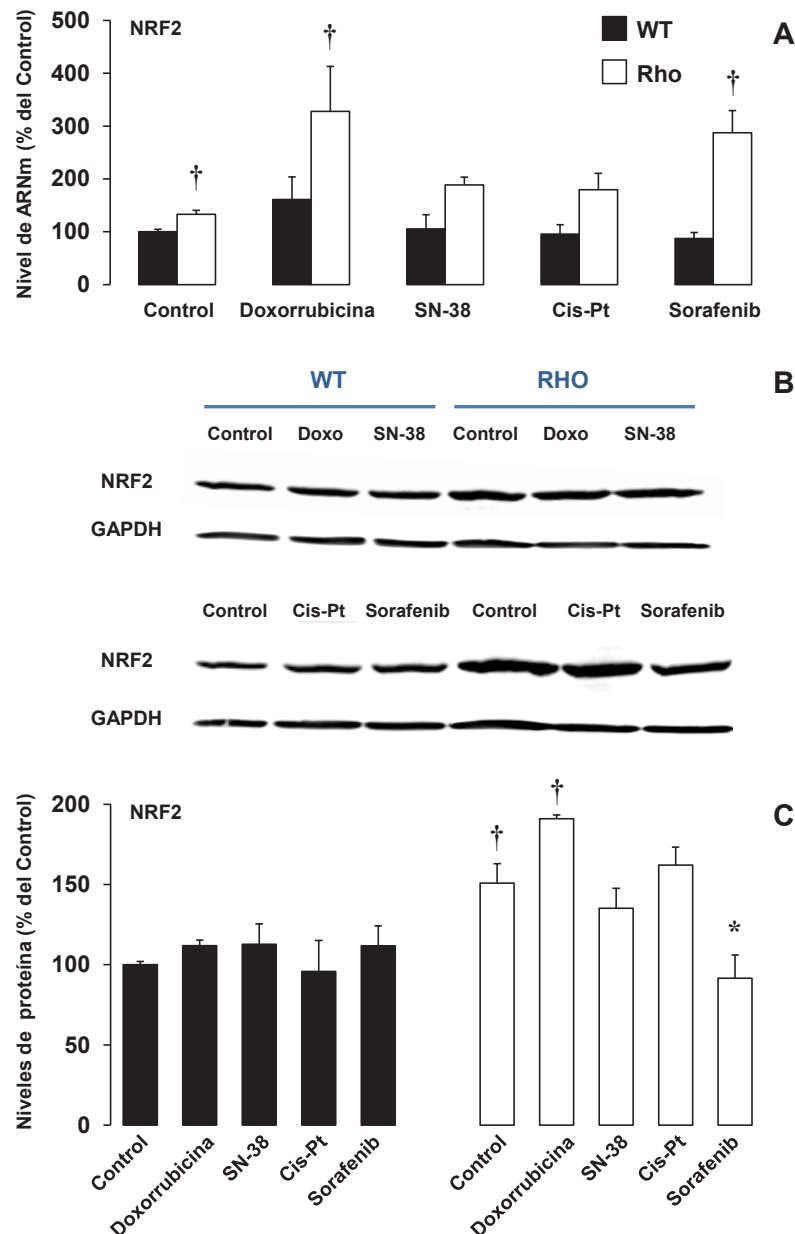 NRF2
A
WT
Rho
†
†
†
Nivel de ARNm (% del Control)
500
400
300
200
100
0
Control Doxorrubicina SN-38 Cis-Pt Sorafenib
B
WT RHO
Control Doxo SN-38 Control Doxo SN-38
NRF2
GAPDH
Control Cis-Pt Sorafenib Control Cis-Pt Sorafenib
NRF2
GAPDH
C
NRF2
†
†
*
Niveles de proteína (% del Control)
200
150
100
50
0
Control Doxorrubicina SN-38 Cis-Pt Sorafenib Control Doxorrubicina SN-38 Cis-Pt Sorafenib